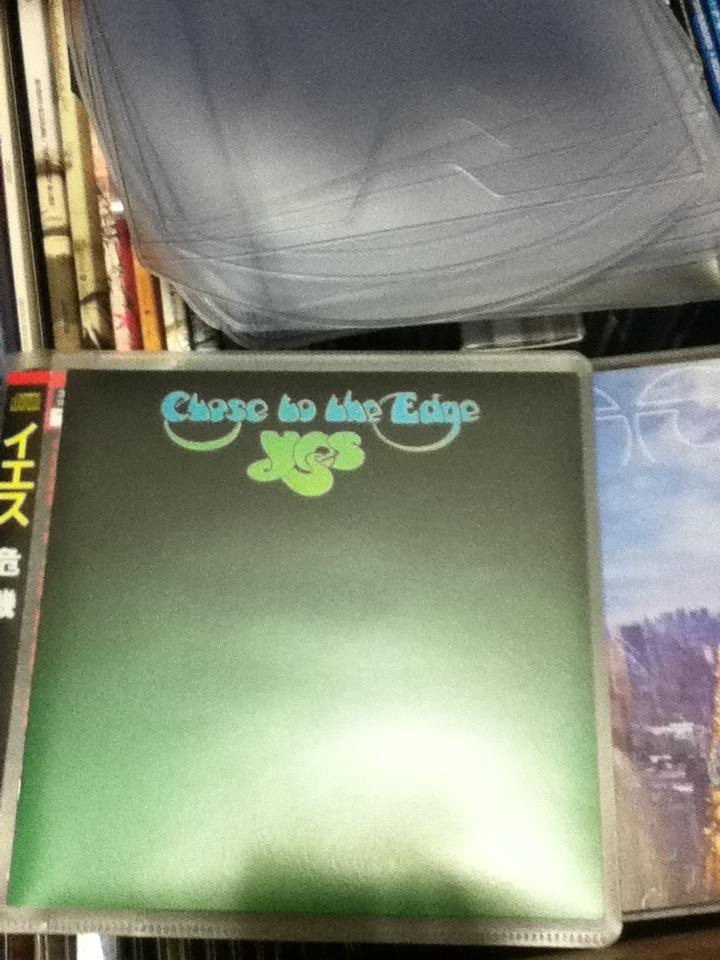 Close to the Edge
yes
イエス
危機